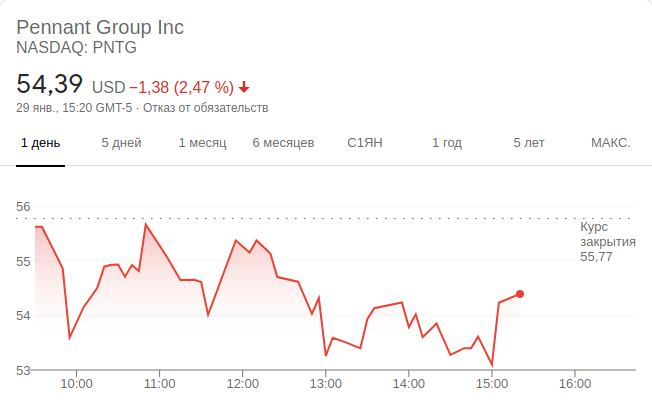 Pennant Group Inc
NASDAQ: PNTG
54,39 USD −1,38 (2,47 %)
29 янв., 15:20 GMT-5 · Отказ от обязательств
1 день 5 дней 1 месяц 6 месяцев С1ЯН 1 год 5 лет МАКС.
56
Курс
закрытия
55,77
55
54
53
10:00 11:00 12:00 13:00 14:00 15:00 16:00